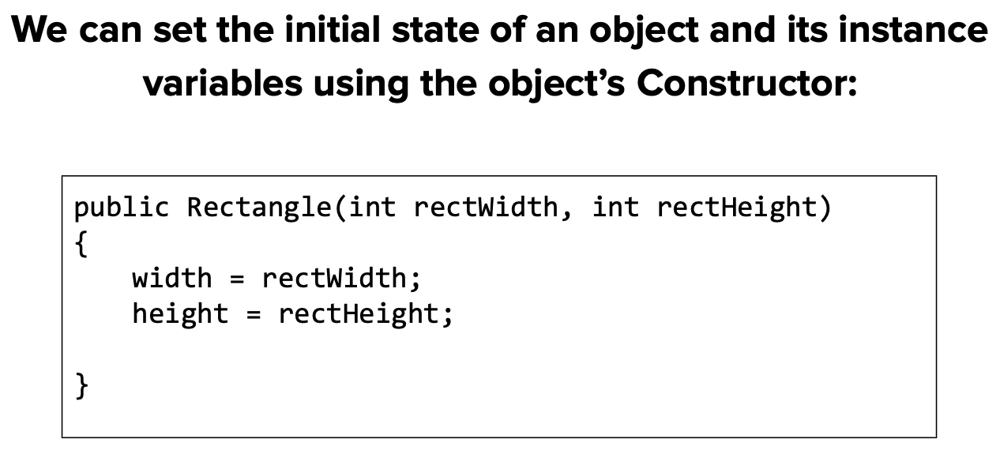 We can set the initial state of an object and its instance
variables using the object’s Constructor:
public Rectangle(int rectWidth, int rectHeight)
{
    width = rectWidth;
    height = rectHeight;
}